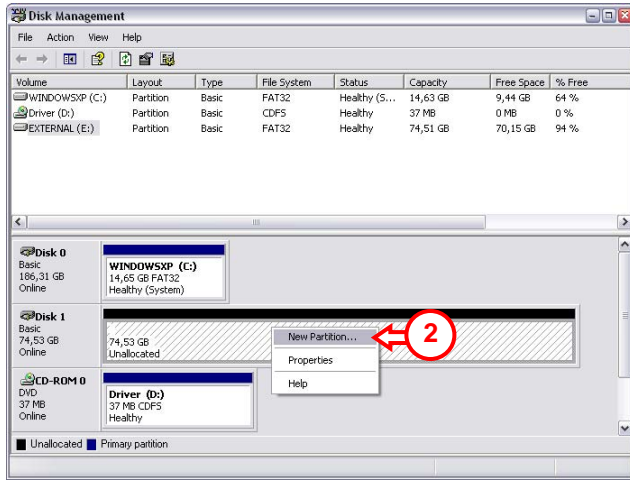 Disk Management
File Action View Help
Volume Layout Type File System Status Capacity Free Space % Free
WINDOWSXP (C:) Partition Basic FAT32 Healthy (S... 14,63 GB 9,44 GB 64 %
Driver (D:) Partition Basic CDFS Healthy 37 MB 0 MB 0 %
EXTERNAL (E:) Partition Basic FAT32 Healthy 74,51 GB 70,15 GB 94 %
Disk 0
Basic
186,31 GB
Online
WINDOWSXP (C:)
14,65 GB FAT32
Healthy (System)
Disk 1
Basic
74,53 GB
Online
74,53 GB
Unallocated
New Partition...
Properties
Help
2
CD-ROM 0
DVD
37 MB
Online
Driver (D:)
37 MB CDFS
Healthy
Unallocated Primary partition